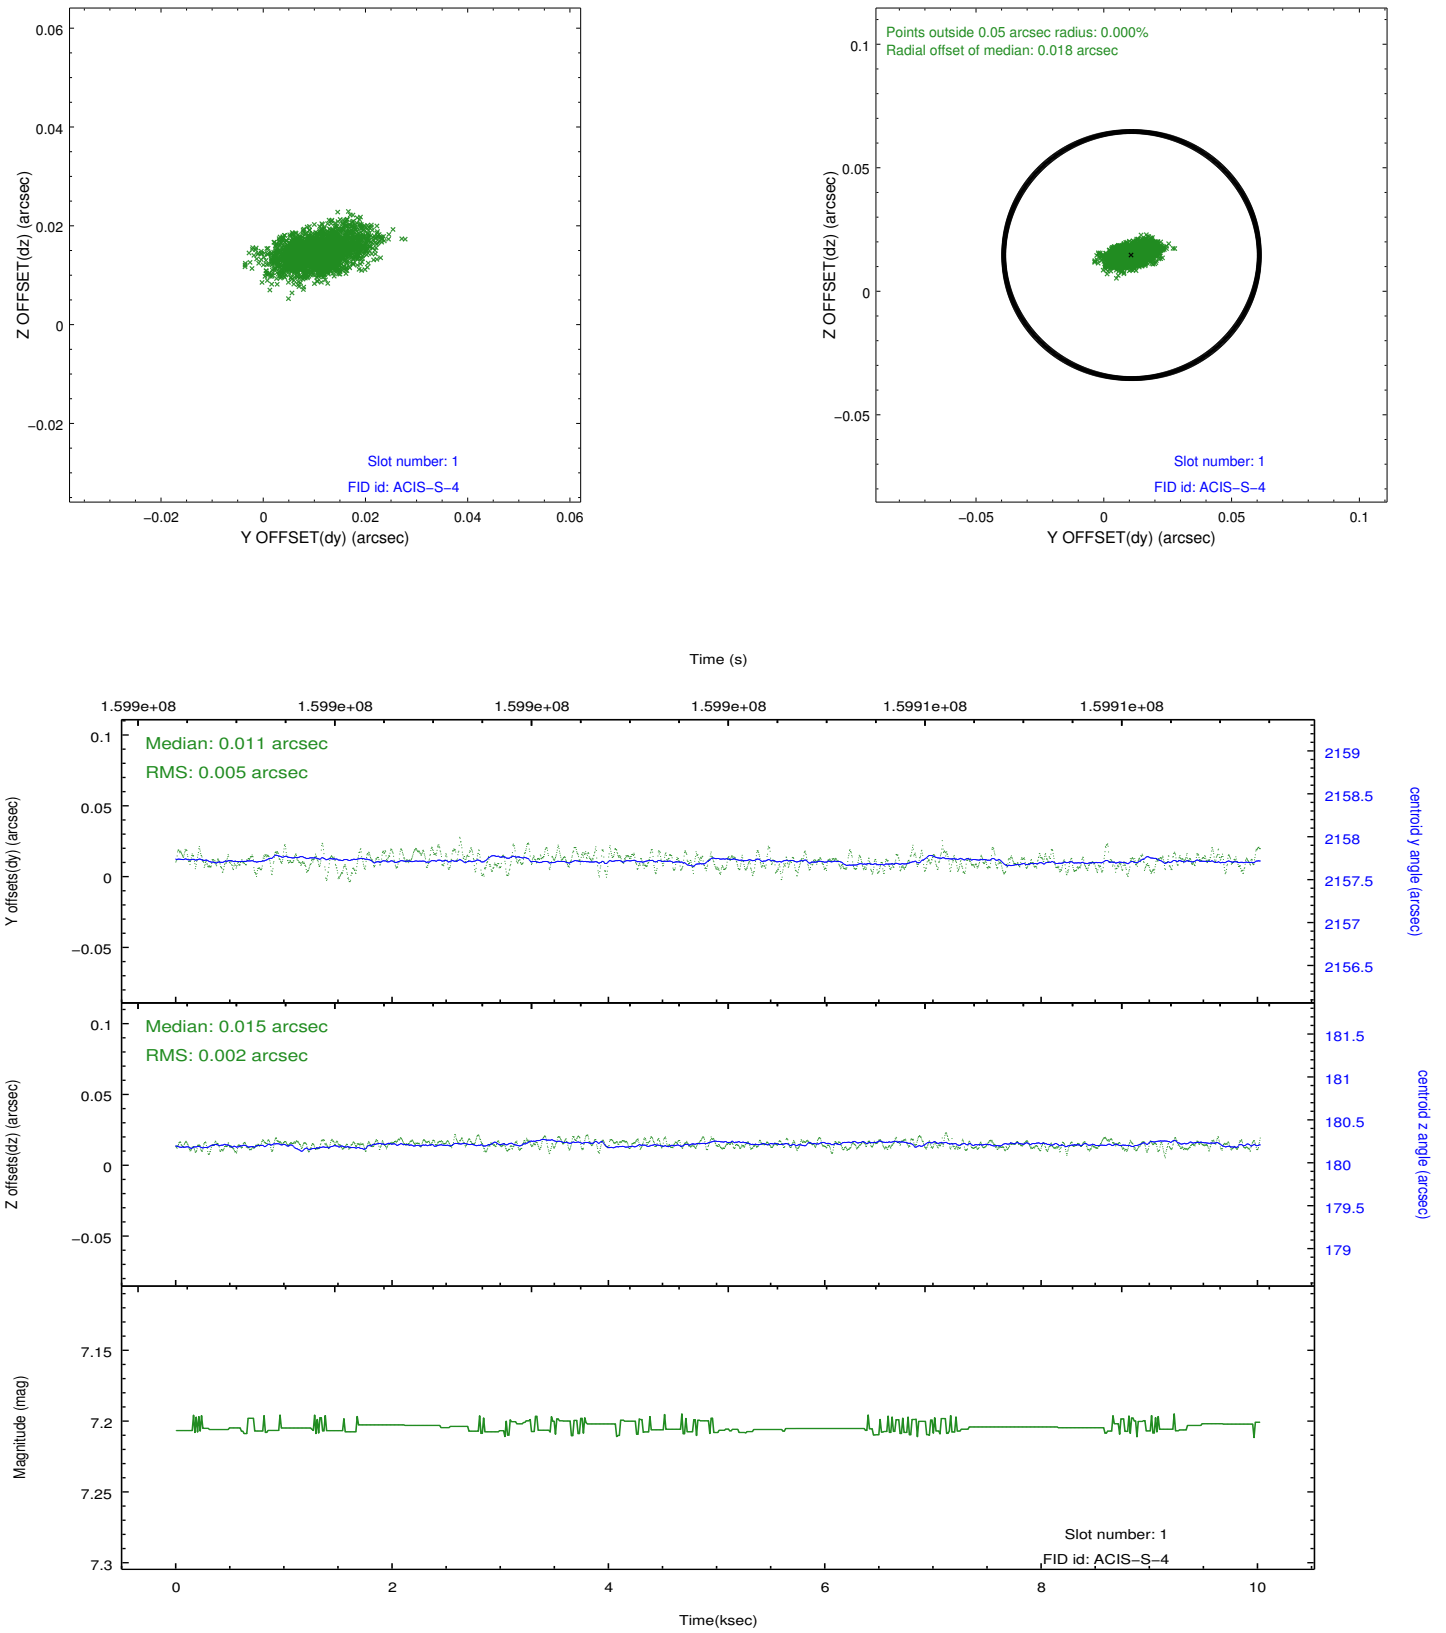 0.06
0.04
0.02
0
−0.02
Z OFFSET(dz) (arcsec)
Slot number: 1
FID id: ACIS−S−4
−0.02 0 0.02 0.04 0.06
Y OFFSET(dy) (arcsec)
Points outside 0.05 arcsec radius: 0.000%
Radial offset of median: 0.018 arcsec
0.1
0.05
0
−0.05
Z OFFSET(dz) (arcsec)
Slot number: 1
FID id: ACIS−S−4
−0.05 0 0.05 0.1
Y OFFSET(dy) (arcsec)
Time (s)
1.599e+08 1.599e+08 1.599e+08 1.599e+08 1.5991e+08 1.5991e+08
Median: 0.011 arcsec
RMS: 0.005 arcsec
0.1
0.05
0
−0.05
Y offsets(dy) (arcsec)
2159
2158.5
2158
2157.5
2157
2156.5
centroid y angle (arcsec)
Median: 0.015 arcsec
RMS: 0.002 arcsec
0.1
0.05
0
−0.05
Z offsets(dz) (arcsec)
181.5
181
180.5
180
179.5
179
centroid z angle (arcsec)
7.15
7.2
7.25
7.3
Magnitude (mag)
Slot number: 1
FID id: ACIS−S−4
0 2 4 6 8 10
Time(ksec)